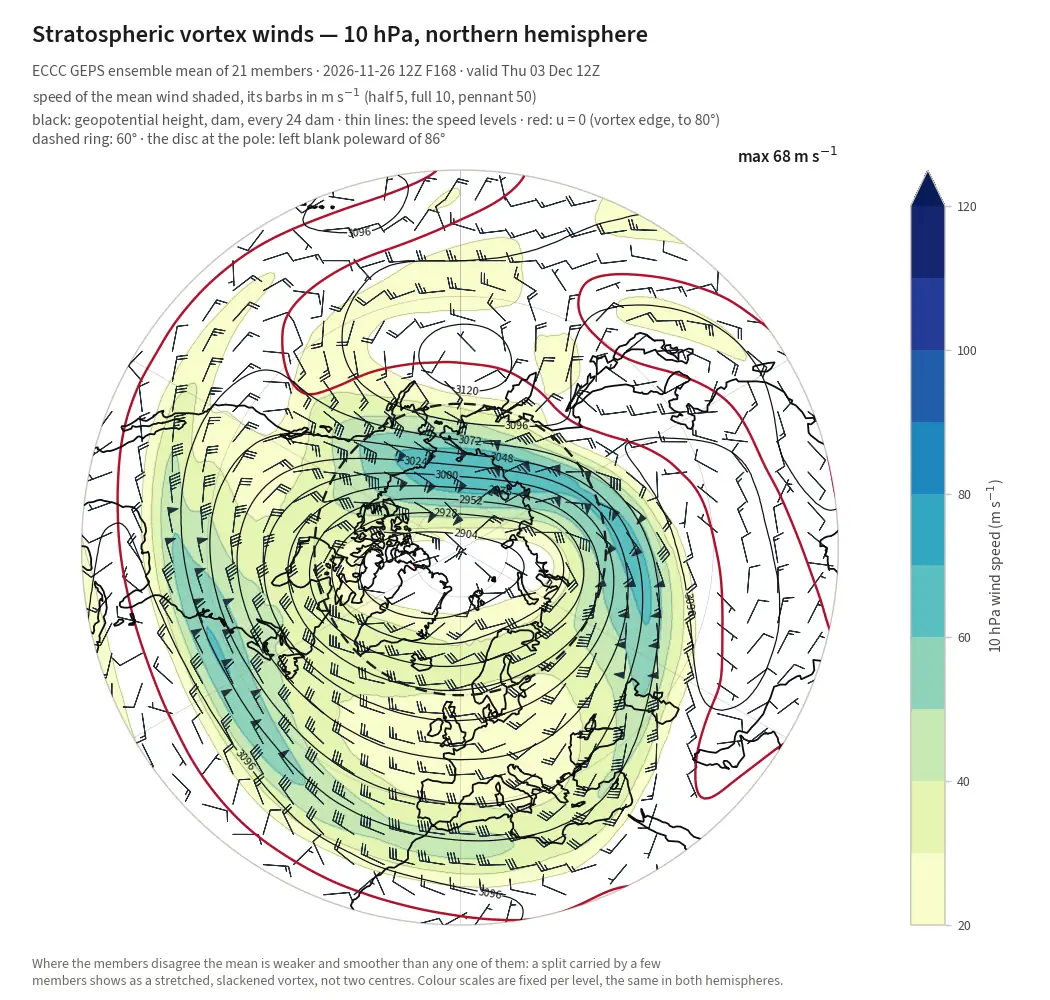 Stratospheric vortex winds — 10 hPa, northern hemisphere
ECCC GEPS ensemble mean of 21 members · 2026-11-26 12Z F168 · valid Thu 03 Dec 12Z
speed of the mean wind shaded, its barbs in m s⁻¹ (half 5, full 10, pennant 50)
black: geopotential height, dam, every 24 dam · thin lines: the speed levels · red: u = 0 (vortex edge, to 80°)
dashed ring: 60° · the disc at the pole: left blank poleward of 86°
max 68 m s⁻¹
120
100
80
60
40
20
10 hPa wind speed (m s⁻¹)
3096
3120
3096
3072
3048
3024
3000
2952
2928
2904
3096
3096
3096
Where the members disagree the mean is weaker and smoother than any one of them: a split carried by a few
members shows as a stretched, slackened vortex, not two centres. Colour scales are fixed per level, the same in both hemispheres.